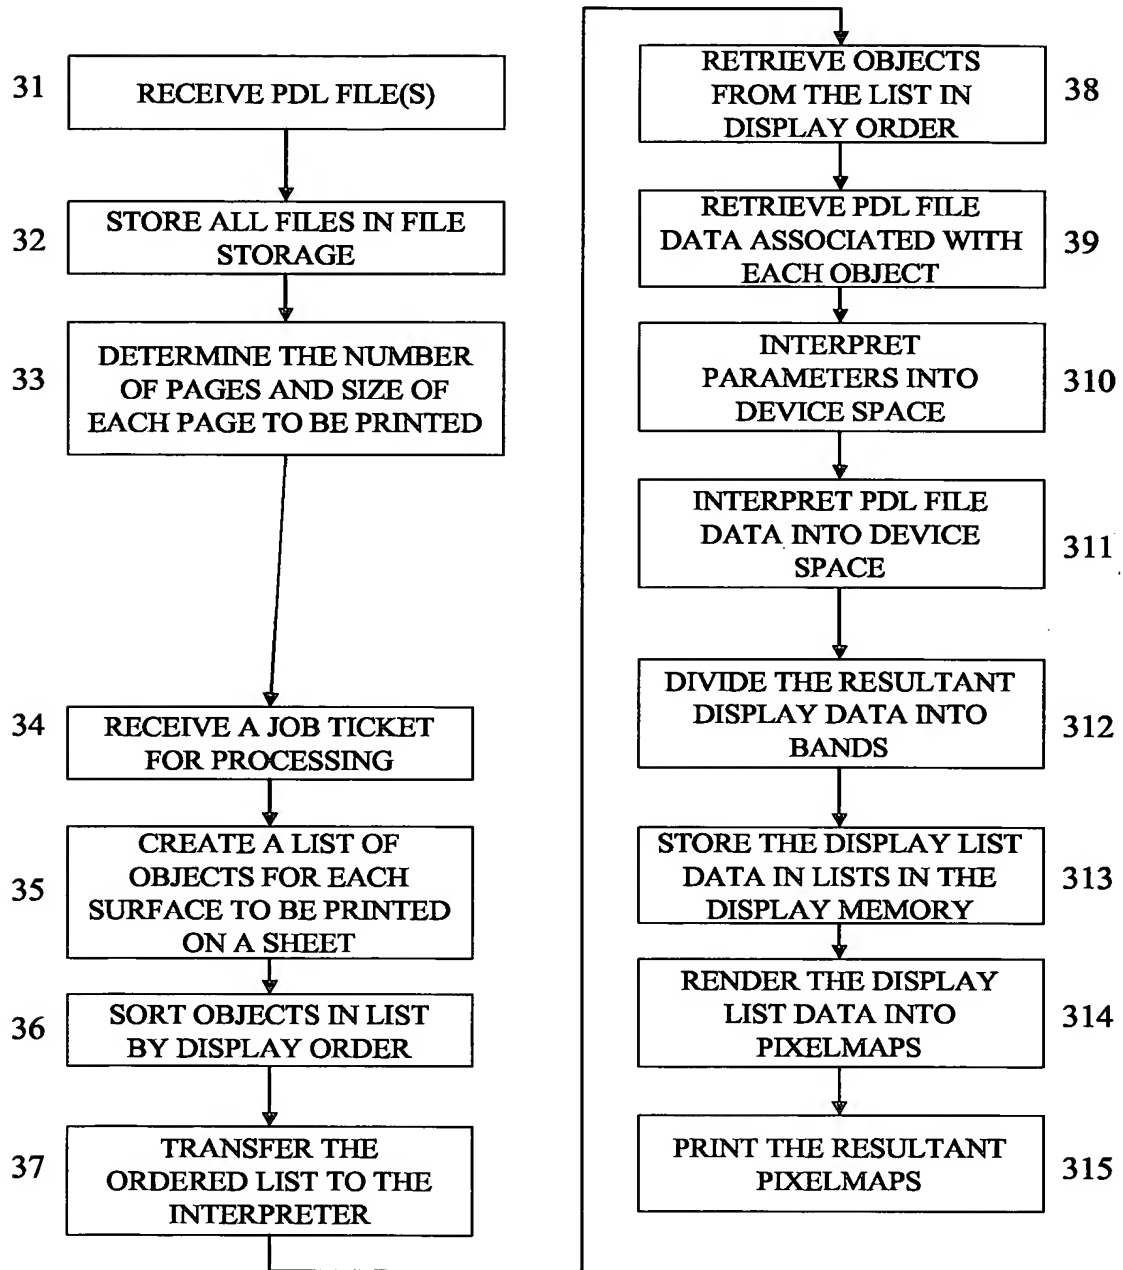 31
RECEIVE PDL FILE(S)
32
STORE ALL FILES IN FILE
STORAGE
33
DETERMINE THE NUMBER
OF PAGES AND SIZE OF
EACH PAGE TO BE PRINTED
34
RECEIVE A JOB TICKET
FOR PROCESSING
35
CREATE A LIST OF
OBJECTS FOR EACH
SURFACE TO BE PRINTED
ON A SHEET
36
SORT OBJECTS IN LIST
BY DISPLAY ORDER
37
TRANSFER THE
ORDERED LIST TO THE
INTERPRETER
RETRIEVE OBJECTS
FROM THE LIST IN
DISPLAY ORDER
38
RETRIEVE PDL FILE
DATA ASSOCIATED WITH
EACH OBJECT
39
INTERPRET
PARAMETERS INTO
DEVICE SPACE
310
INTERPRET PDL FILE
DATA INTO DEVICE
SPACE
311
DIVIDE THE RESULTANT
DISPLAY DATA INTO
BANDS
312
STORE THE DISPLAY LIST
DATA IN LISTS IN THE
DISPLAY MEMORY
313
RENDER THE DISPLAY
LIST DATA INTO
PIXELMAPS
314
PRINT THE RESULTANT
PIXELMAPS
315